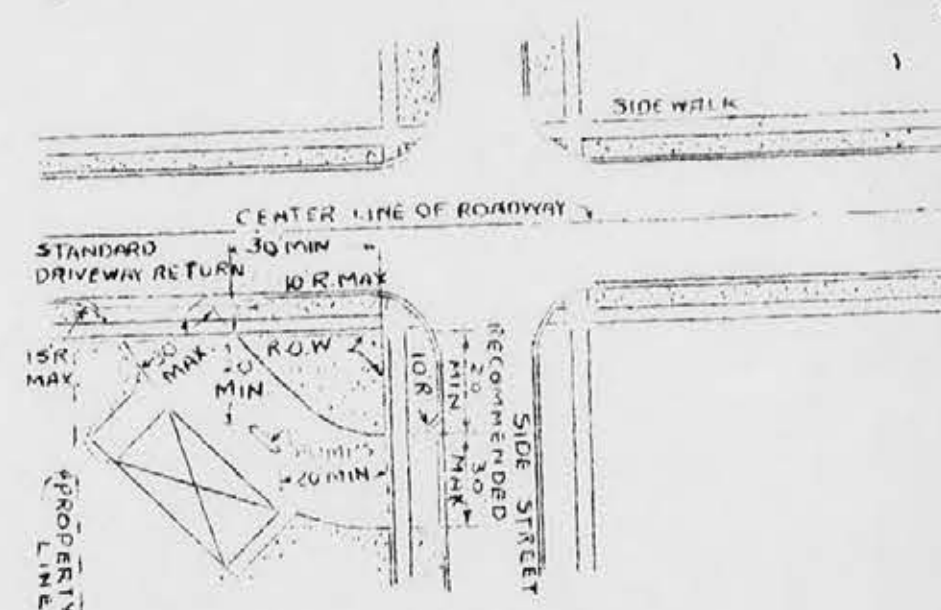 SIDE WALK
CENTER LINE OF ROADWAY
30 MIN
STANDARD
DRIVEWAY RETURN
10 R. MAX
15'R.
MAX.
30
MAX
R.O.W
MIN
PUMPS
20 MIN
10R
20
MIN
30
MAX
RECOMMENDED
SIDE STREET
PROPERTY
LINE